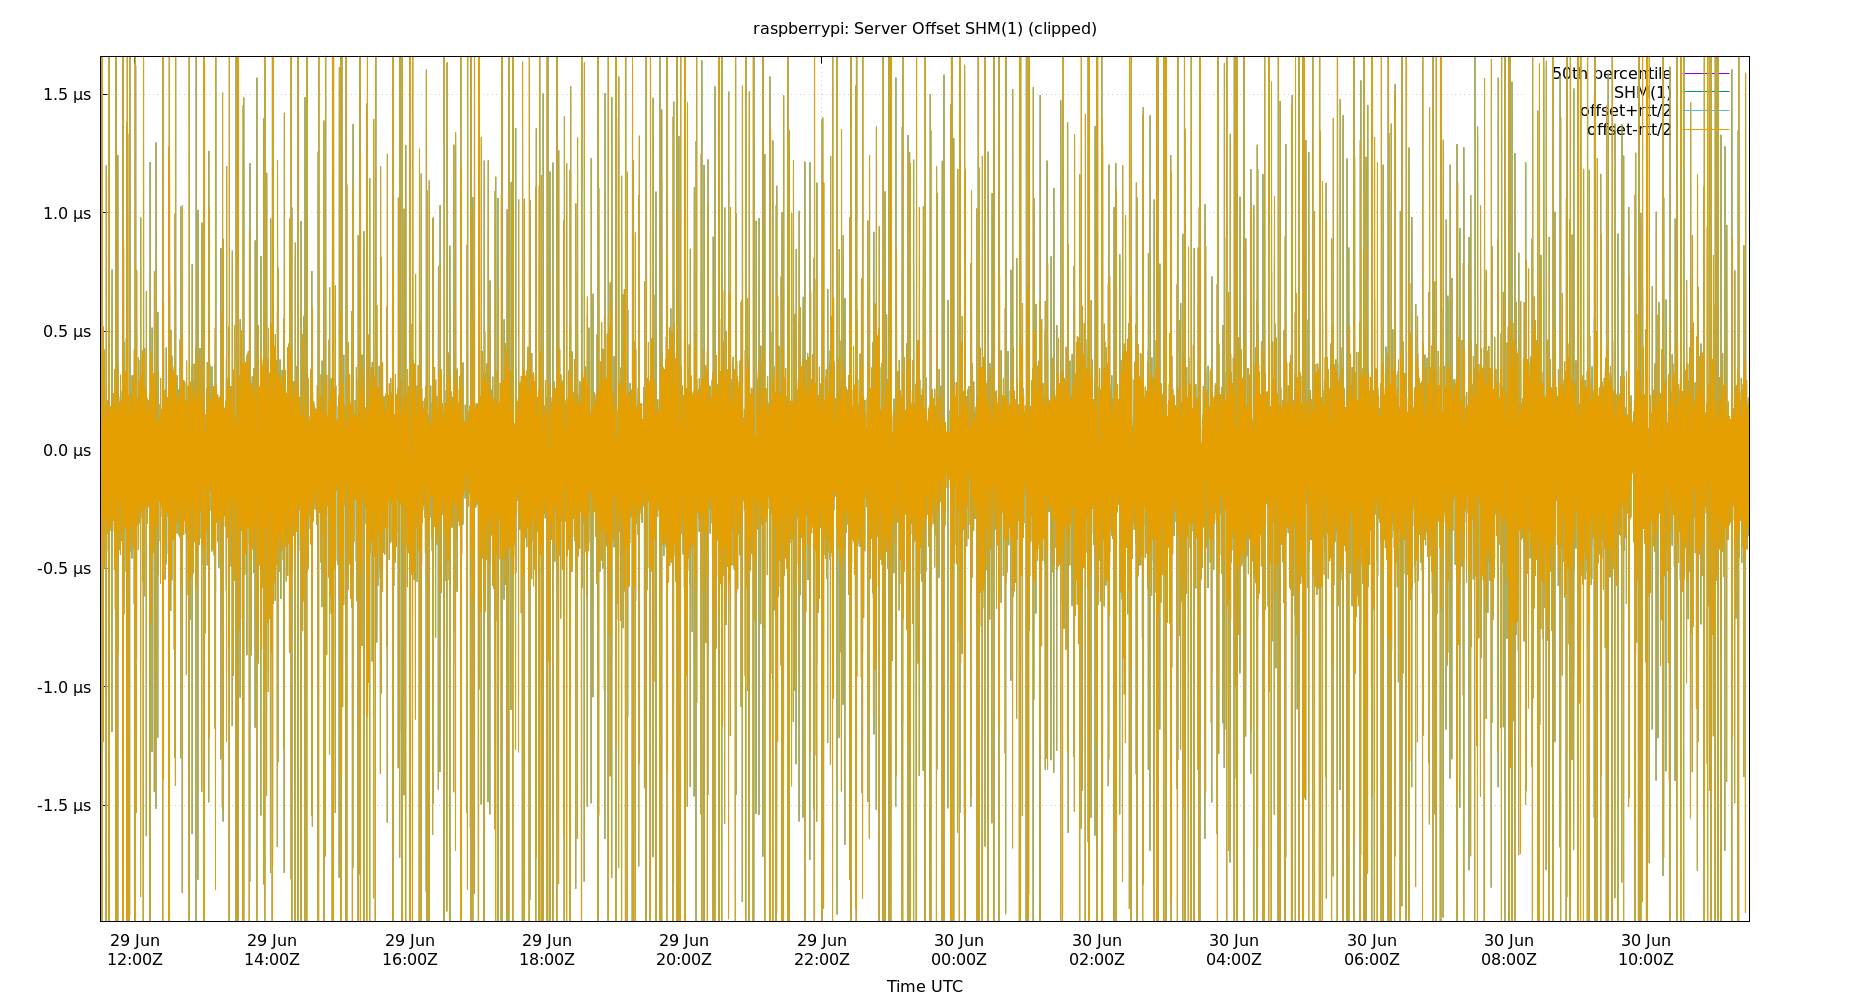 raspberrypi: Server Offset SHM(1) (clipped)
50th percentile
SHM(1)
offset+rtt/2
offset-rtt/2
1.5 µs
1.0 µs
0.5 µs
0.0 µs
-0.5 µs
-1.0 µs
-1.5 µs
29 Jun 29 Jun 29 Jun 29 Jun 29 Jun 29 Jun 30 Jun 30 Jun 30 Jun 30 Jun 30 Jun 30 Jun
12:00Z 14:00Z 16:00Z 18:00Z 20:00Z 22:00Z 00:00Z 02:00Z 04:00Z 06:00Z 08:00Z 10:00Z
Time UTC